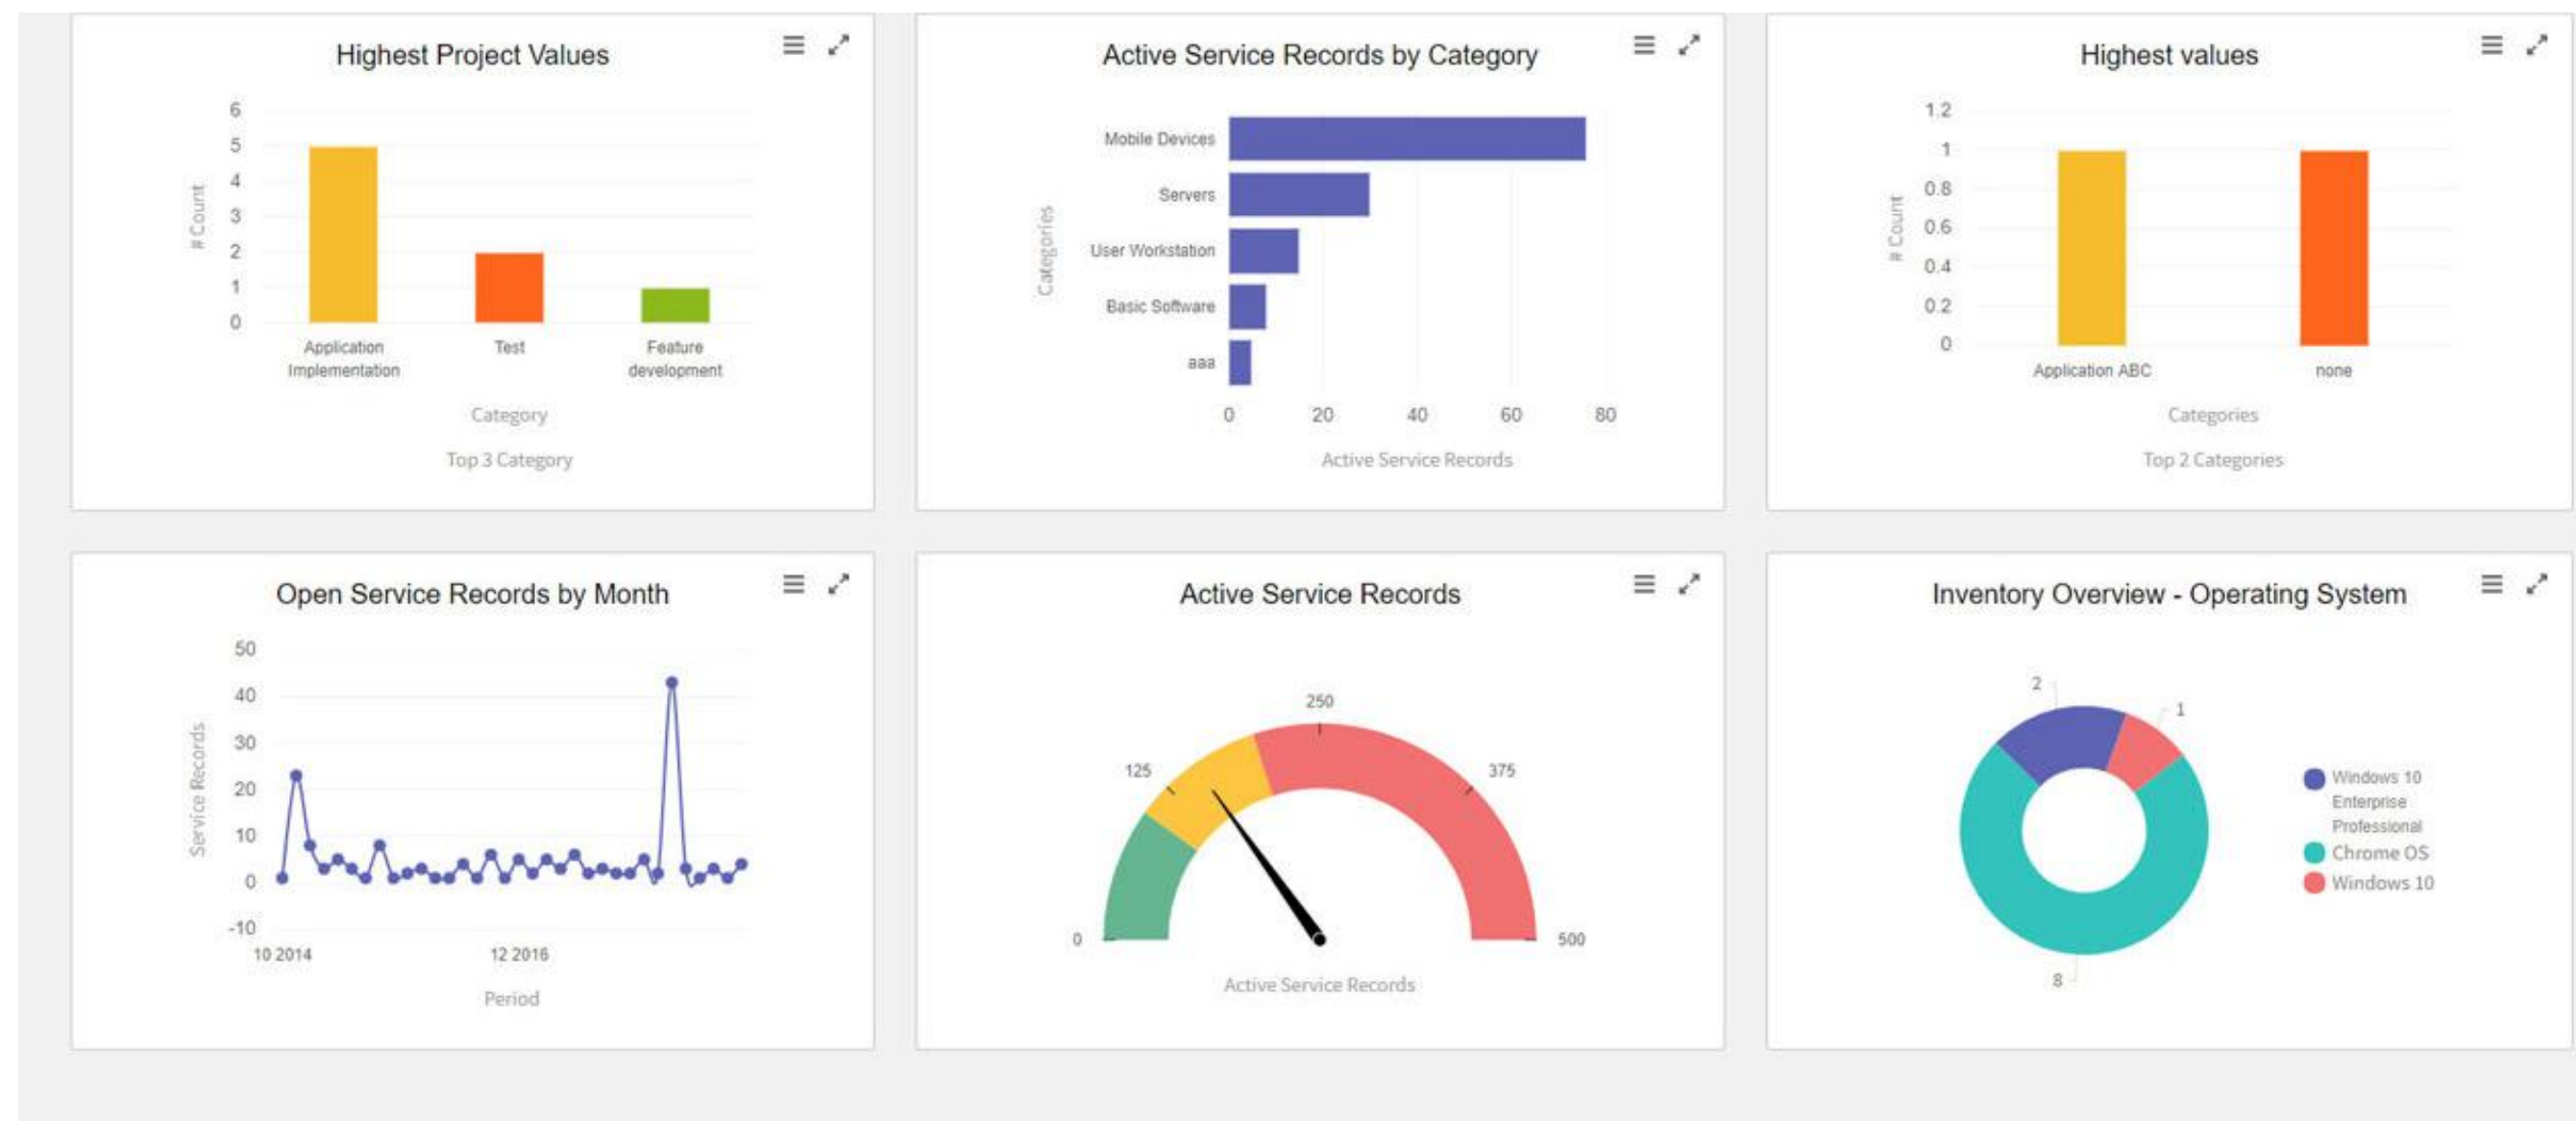 Highest Project Values
6
5
4
3
2
1
0
# Count
Application
Implementation
Test
Feature
development
Category
Top 3 Category
Active Service Records by Category
Categories
Mobile Devices
Servers
User Workstation
Basic Software
aaa
0 20 40 60 80
Active Service Records
Highest values
1.2
1
0.8
0.6
0.4
0.2
0
# Count
Application ABC
none
Categories
Top 2 Categories
Open Service Records by Month
50
40
30
20
10
0
-10
Service Records
10 2014
12 2016
Period
Active Service Records
0
125
250
375
500
Active Service Records
Inventory Overview - Operating System
2
1
8
Windows 10
Enterprise
Professional
Chrome OS
Windows 10